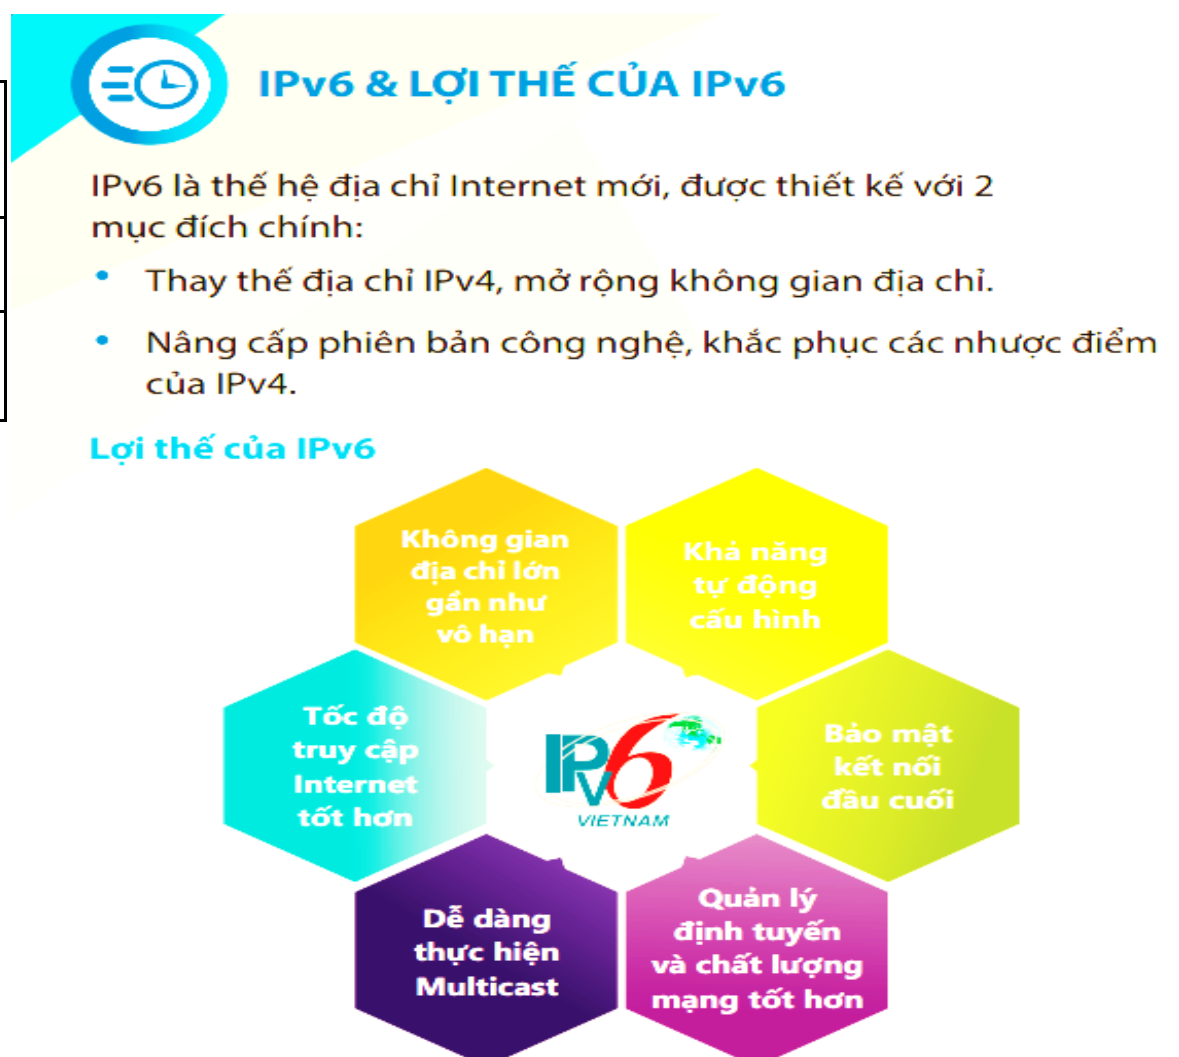 IPv6 & LỢI THẾ CỦA IPv6
IPv6 là thế hệ địa chỉ Internet mới, được thiết kế với 2
mục đích chính:
• Thay thế địa chỉ IPv4, mở rộng không gian địa chỉ.
• Nâng cấp phiên bản công nghệ, khắc phục các nhược điểm
của IPv4.
Lợi thế của IPv6
Không gian
địa chỉ lớn
gần như
vô hạn
Khả năng
tự động
cấu hình
Tốc độ
truy cập
Internet
tốt hơn
IPv6
VIETNAM
Bảo mật
kết nối
đầu cuối
Dễ dàng
thực hiện
Multicast
Quản lý
định tuyến
và chất lượng
mạng tốt hơn